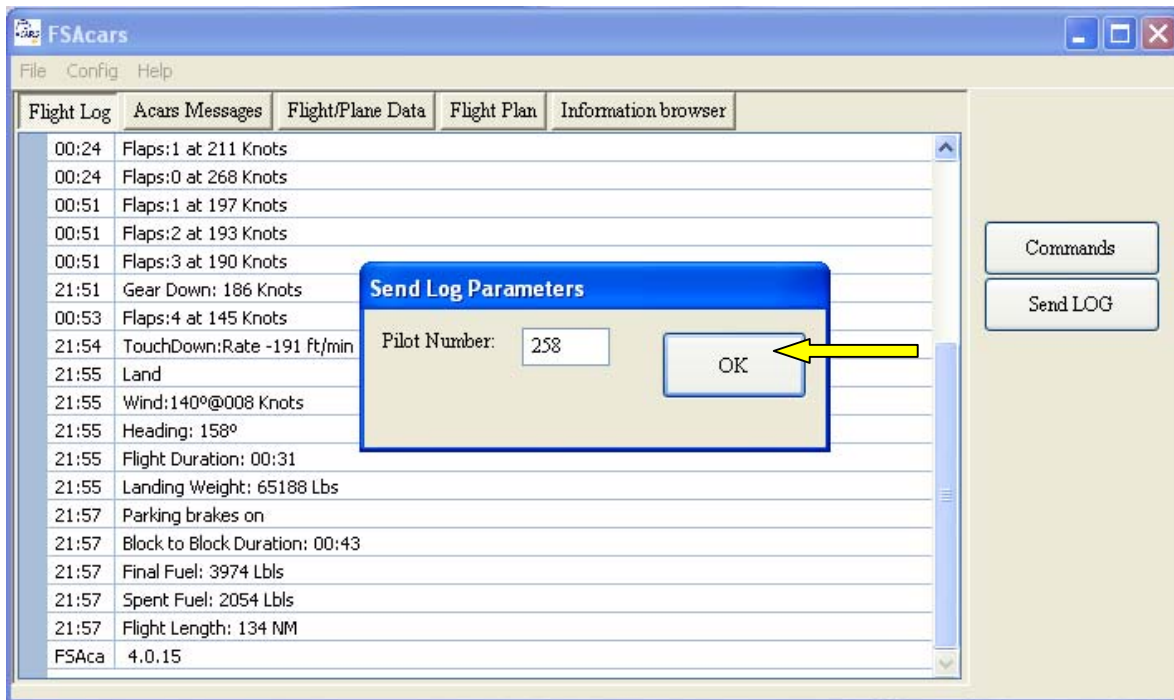 FSAcars
File Config Help
Flight Log Acars Messages Flight/Plane Data Flight Plan Information browser
00:24 Flaps:1 at 211 Knots
00:24 Flaps:0 at 268 Knots
00:51 Flaps:1 at 197 Knots
00:51 Flaps:2 at 193 Knots
00:51 Flaps:3 at 190 Knots
21:51 Gear Down: 186 Knots
00:53 Flaps:4 at 145 Knots
21:54 TouchDown:Rate -191 ft/min
21:55 Land
21:55 Wind:140º@008 Knots
21:55 Heading: 158º
21:55 Flight Duration: 00:31
21:55 Landing Weight: 65188 Lbs
21:57 Parking brakes on
21:57 Block to Block Duration: 00:43
21:57 Final Fuel: 3974 Lbls
21:57 Spent Fuel: 2054 Lbls
21:57 Flight Length: 134 NM
FSAca 4.0.15
Send Log Parameters
Pilot Number: 258
OK
Commands
Send LOG